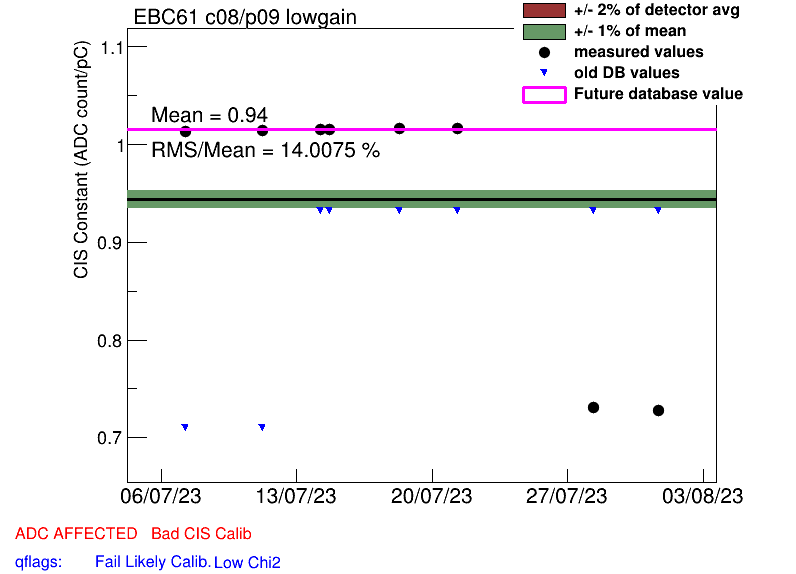 EBC61 c08/p09 lowgain
+/- 2% of detector avg
+/- 1% of mean
measured values
old DB values
Future database value
CIS Constant (ADC count/pC)
1.1
1
0.9
0.8
0.7
Mean = 0.94
RMS/Mean = 14.0075 %
06/07/23 13/07/23 20/07/23 27/07/23 03/08/23
ADC AFFECTED Bad CIS Calib
qflags: Fail Likely Calib. Low Chi2